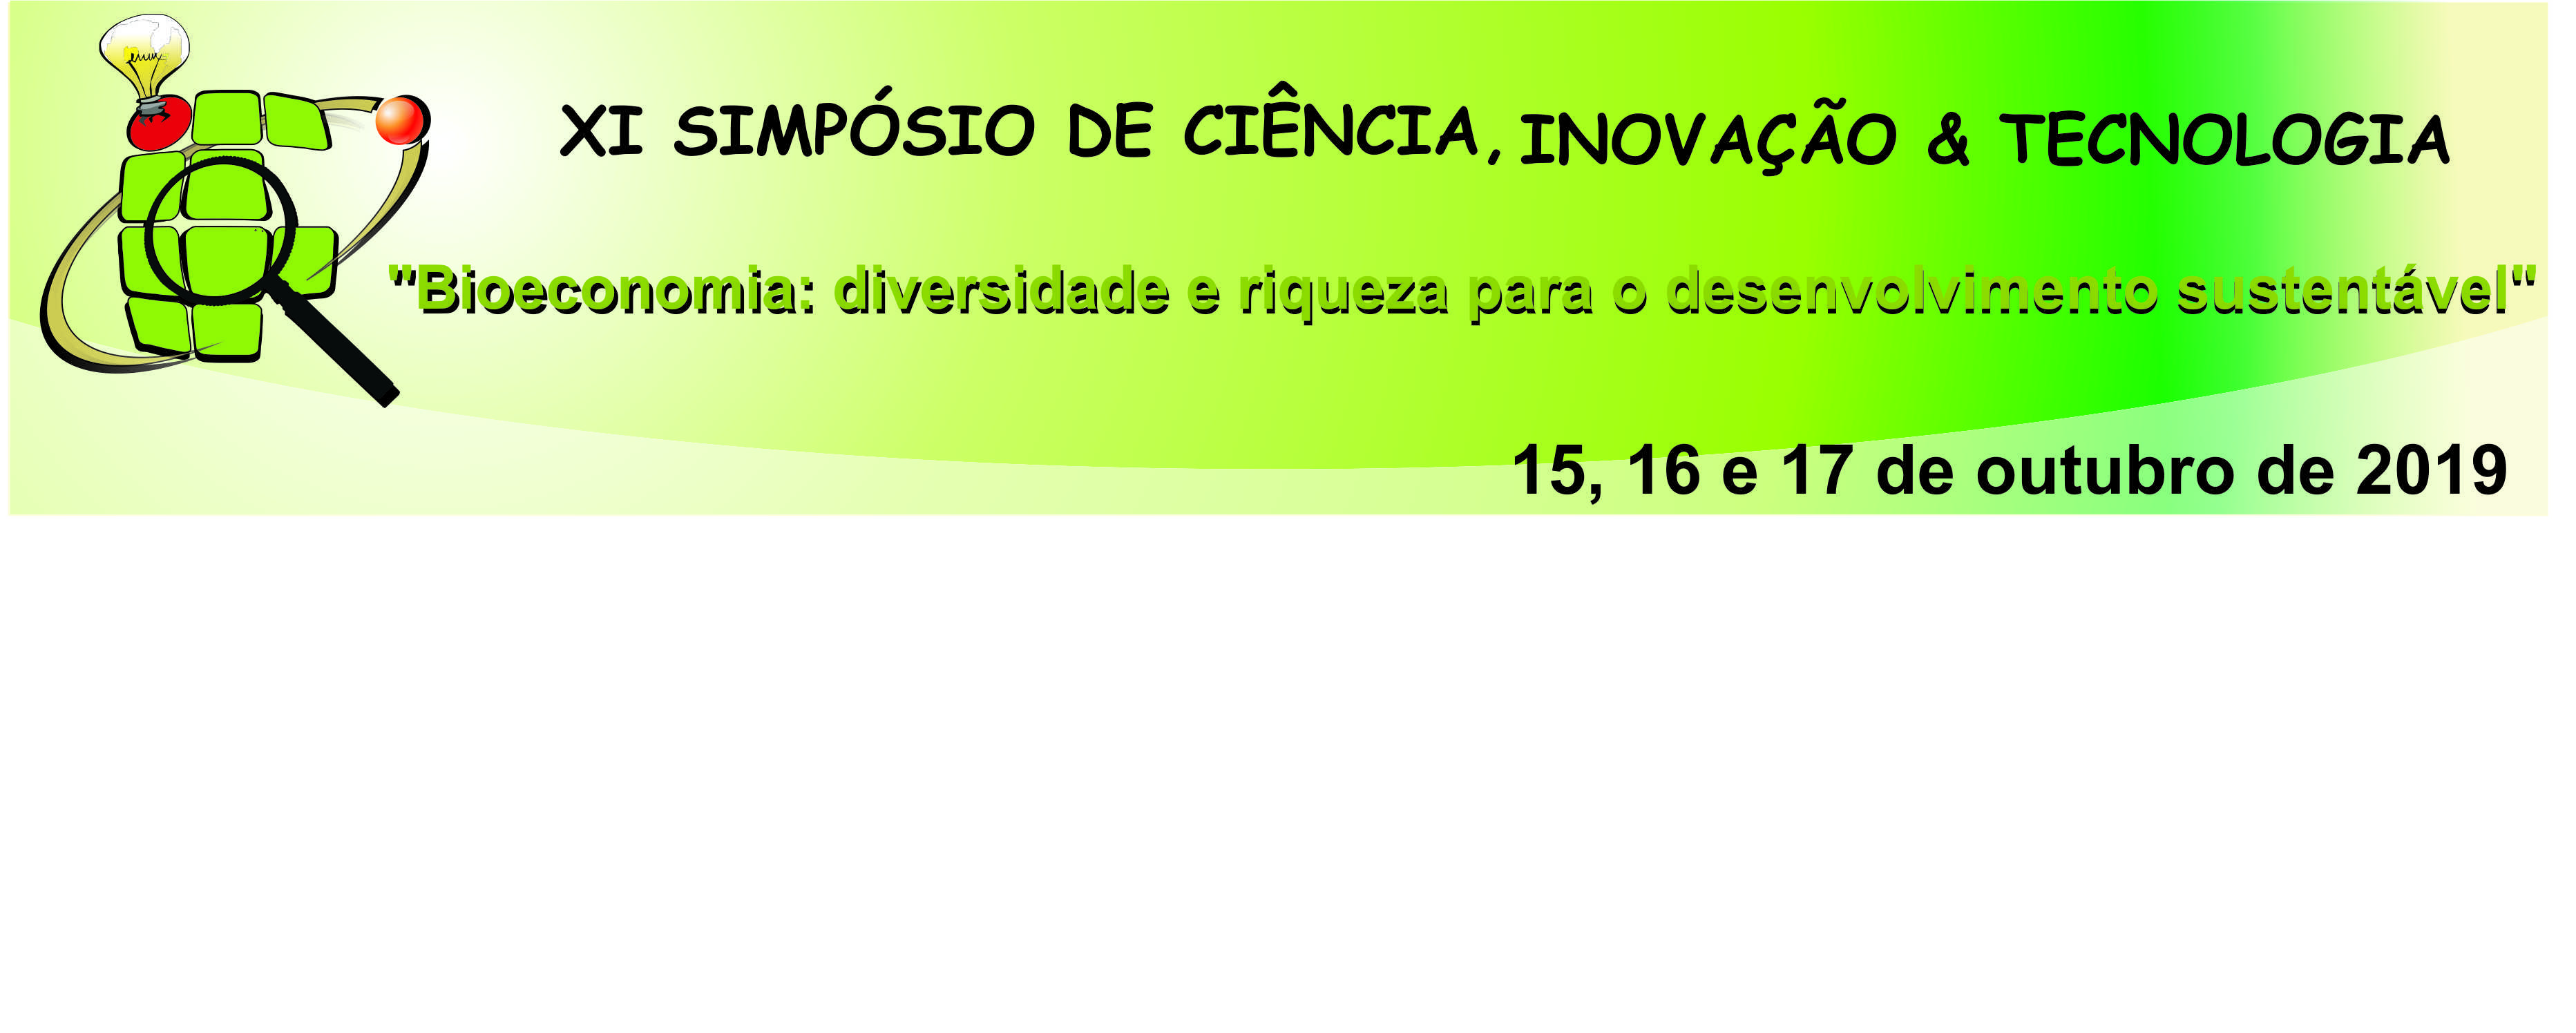 XI SIMPÓSIO DE CIÊNCIA, INOVAÇÃO & TECNOLOGIA
"Bioeconomia: diversidade e riqueza para o desenvolvimento sustentável"
15, 16 e 17 de outubro de 2019